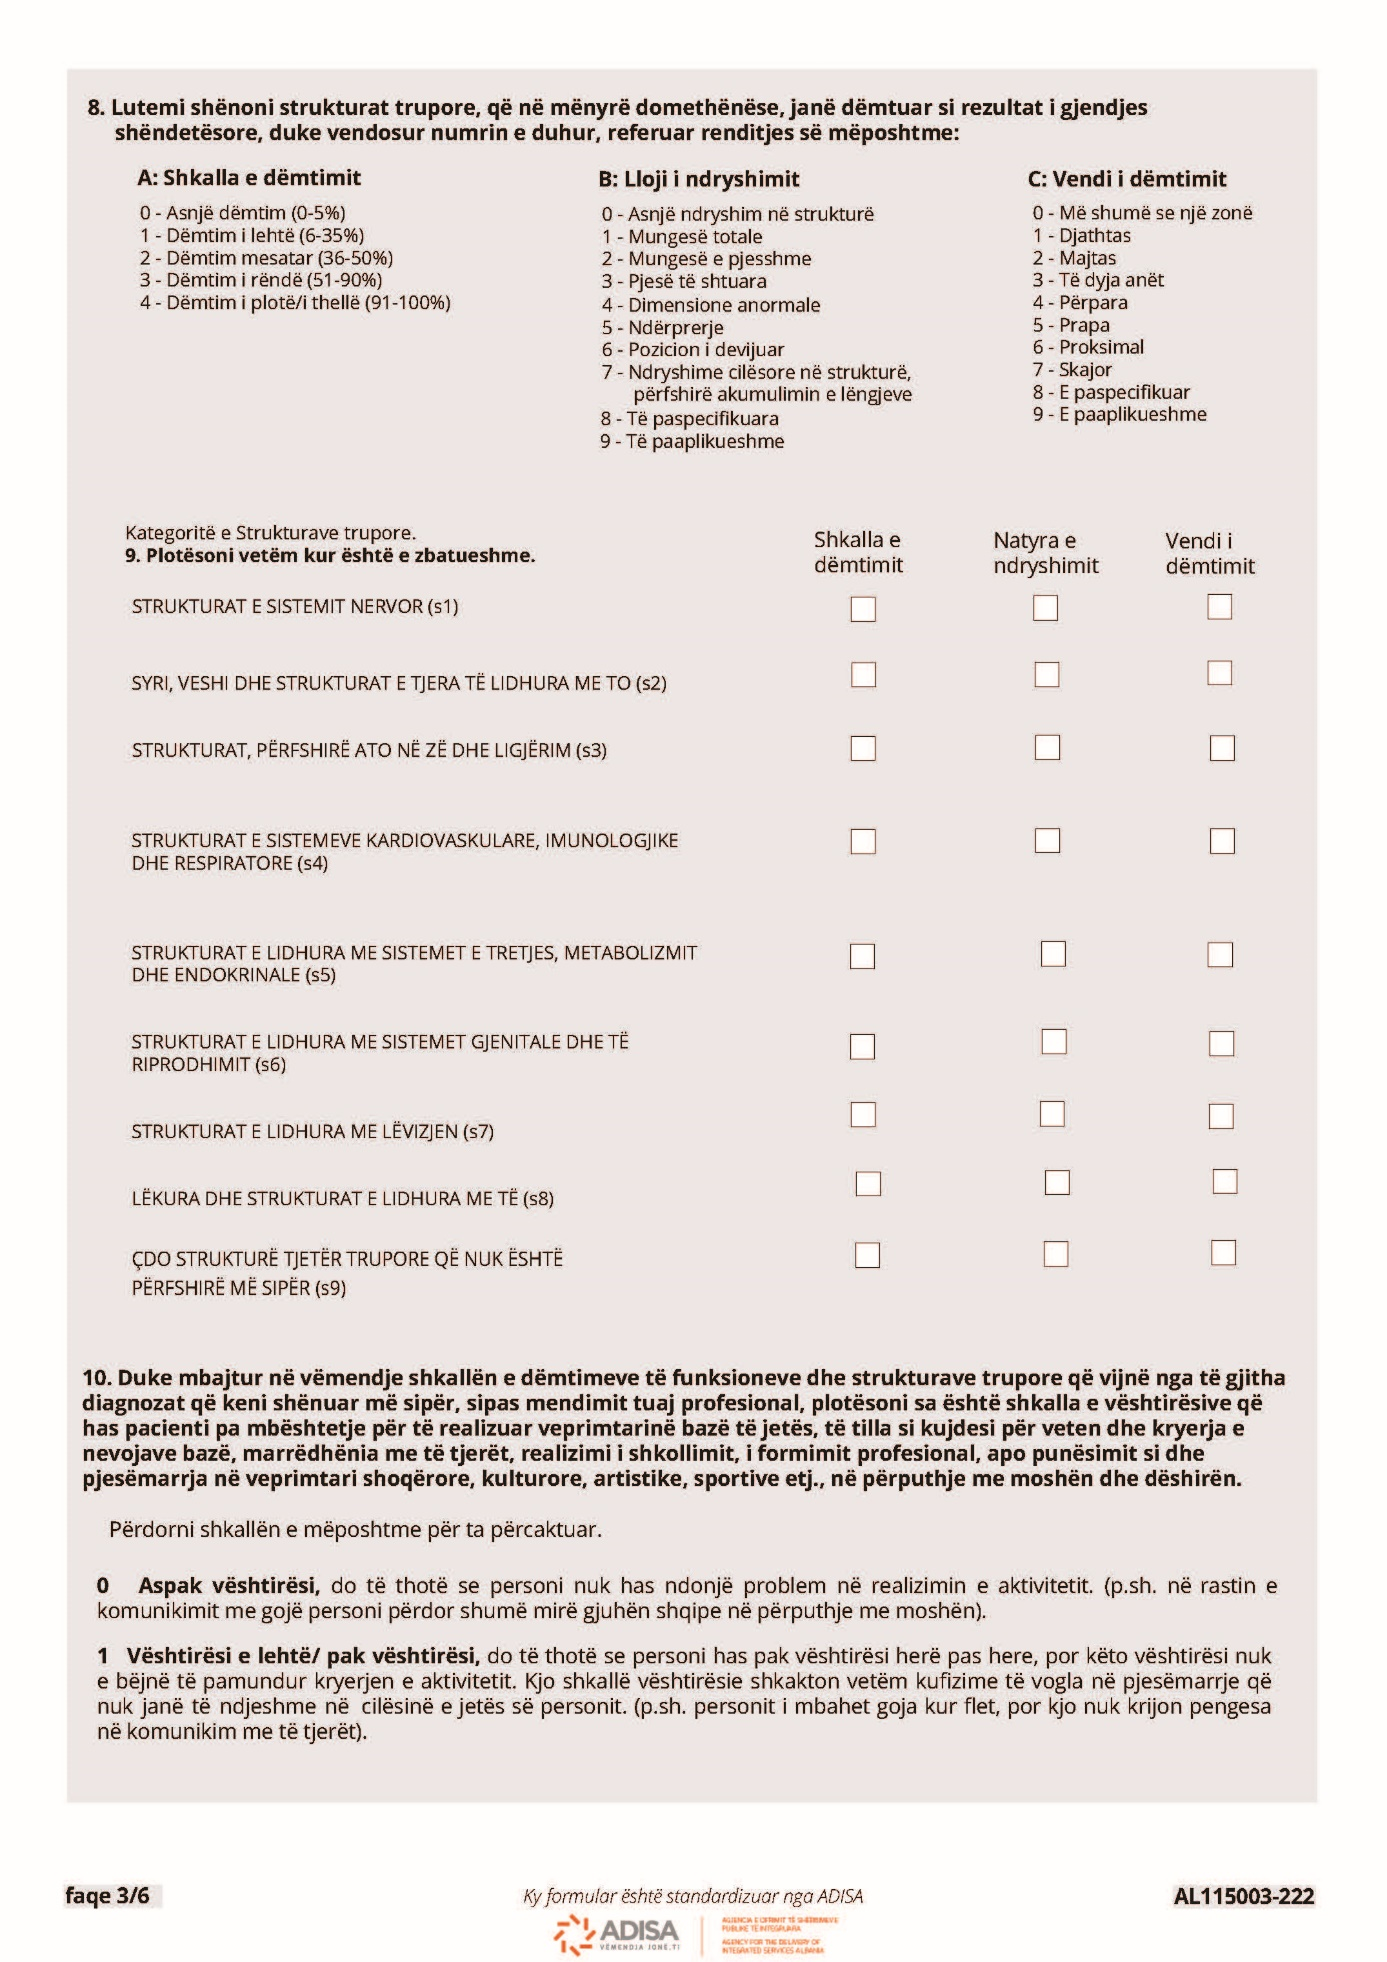 8. Lutemi shënoni strukturat trupore, që në mënyrë domethënëse, janë dëmtuar si rezultat i gjendjes
shëndetësore, duke vendosur numrin e duhur, referuar renditjes së mëposhtme:
A: Shkalla e dëmtimit
0 - Asnjë dëmtim (0-5%)
1 - Dëmtim i lehtë (6-35%)
2 - Dëmtim mesatar (36-50%)
3 - Dëmtim i rëndë (51-90%)
4 - Dëmtim i plotë/i thellë (91-100%)
B: Lloji i ndryshimit
0 - Asnjë ndryshim në strukturë
1 - Mungesë totale
2 - Mungesë e pjesshme
3 - Pjesë të shtuara
4 - Dimensione anormale
5 - Ndërprerje
6 - Pozicion i devijuar
7 - Ndryshime cilësore në strukturë,
përfshirë akumulimin e lëngjeve
8 - Të paspecifikuara
9 - Të paaplikueshme
C: Vendi i dëmtimit
0 - Më shumë se një zonë
1 - Djathtas
2 - Majtas
3 - Të dyja anët
4 - Përpara
5 - Prapa
6 - Proksimal
7 - Skajor
8 - E paspecifikuar
9 - E paaplikueshme
Kategoritë e Strukturave trupore.
9. Plotësoni vetëm kur është e zbatueshme.
Shkalla e
dëmtimit
Natyra e
ndryshimit
Vendi i
dëmtimit
STRUKTURAT E SISTEMIT NERVOR (s1)
SYRI, VESHI DHE STRUKTURAT E TJERA TË LIDHURA ME TO (s2)
STRUKTURAT, PËRFSHIRË ATO NË ZË DHE LIGJËRIM (s3)
STRUKTURAT E SISTEMEVE KARDIOVASKULARE, IMUNOLOGJIKE
DHE RESPIRATORE (s4)
STRUKTURAT E LIDHURA ME SISTEMET E TRETJES, METABOLIZMIT
DHE ENDOKRINALE (s5)
STRUKTURAT E LIDHURA ME SISTEMET GJENITALE DHE TË
RIPRODHIMIT (s6)
STRUKTURAT E LIDHURA ME LËVIZJEN (s7)
LËKURA DHE STRUKTURAT E LIDHURA ME TË (s8)
ÇDO STRUKTURË TJETËR TRUPORE QË NUK ËSHTË
PËRFSHIRË MË SIPËR (s9)
10. Duke mbajtur në vëmendje shkallën e dëmtimeve të funksioneve dhe strukturave trupore që vijnë nga të gjitha
diagnozat që keni shënuar më sipër, sipas mendimit tuaj profesional, plotësoni sa është shkalla e vështirësive që
has pacienti pa mbështetje për të realizuar veprimtarinë bazë të jetës, të tilla si kujdesi për veten dhe kryerja e
nevojave bazë, marrëdhënia me të tjerët, realizimi i shkollimit, i formimit profesional, apo punësimit si dhe
pjesëmarrja në veprimtari shoqërore, kulturore, artistike, sportive etj., në përputhje me moshën dhe dëshirën.
Përdorni shkallën e mëposhtme për ta përcaktuar.
0 Aspak vështirësi, do të thotë se personi nuk has ndonjë problem në realizimin e aktivitetit. (p.sh. në rastin e
komunikimit me gojë personi përdor shumë mirë gjuhën shqipe në përputhje me moshën).
1 Vështirësi e lehtë/ pak vështirësi, do të thotë se personi has pak vështirësi herë pas here, por këto vështirësi nuk
e bëjnë të pamundur kryerjen e aktivitetit. Kjo shkallë vështirësie shkakton vetëm kufizime të vogla në pjesëmarrje që
nuk janë të ndjeshme në cilësinë e jetës së personit. (p.sh. personit i mbahet goja kur flet, por kjo nuk krijon pengesa
në komunikim me të tjerët).
faqe 3/6
Ky formular është standardizuar nga ADISA
AL115003-222
ADISA
VËMENDJA JONE.TI
AGJENCIA E OFRIMIT TË SHËRBIMEVE
PUBLIKE TË INTEGRUARA
AGENCY FOR THE DELIVERY OF
INTEGRATED SERVICES ALBANIA